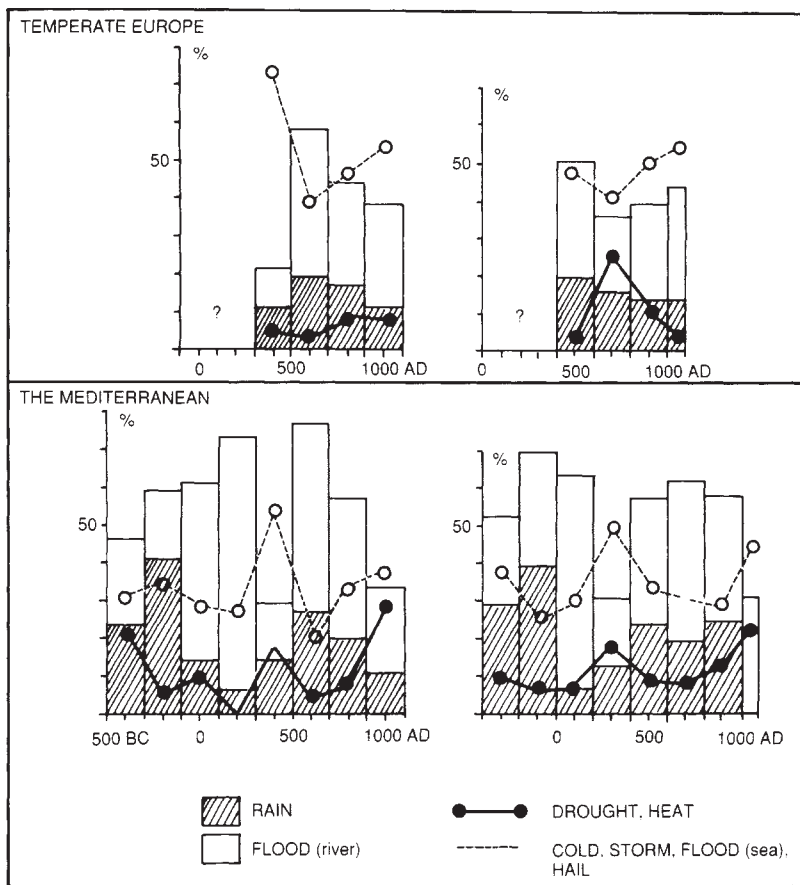 TEMPERATE EUROPE
% %
50 50
? ?
0 500 1000 AD 0 500 1000 AD
THE MEDITERRANEAN
% %
50 50
500 BC 0 500 1000 AD 0 500 1000 AD
RAIN DROUGHT, HEAT
FLOOD (river) COLD, STORM, FLOOD (sea),
HAIL